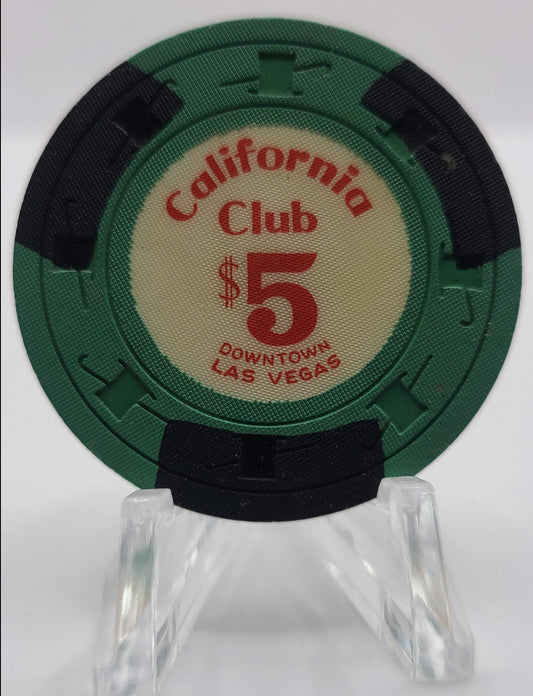 California
Club
$5
DOWNTOWN
LAS VEGAS